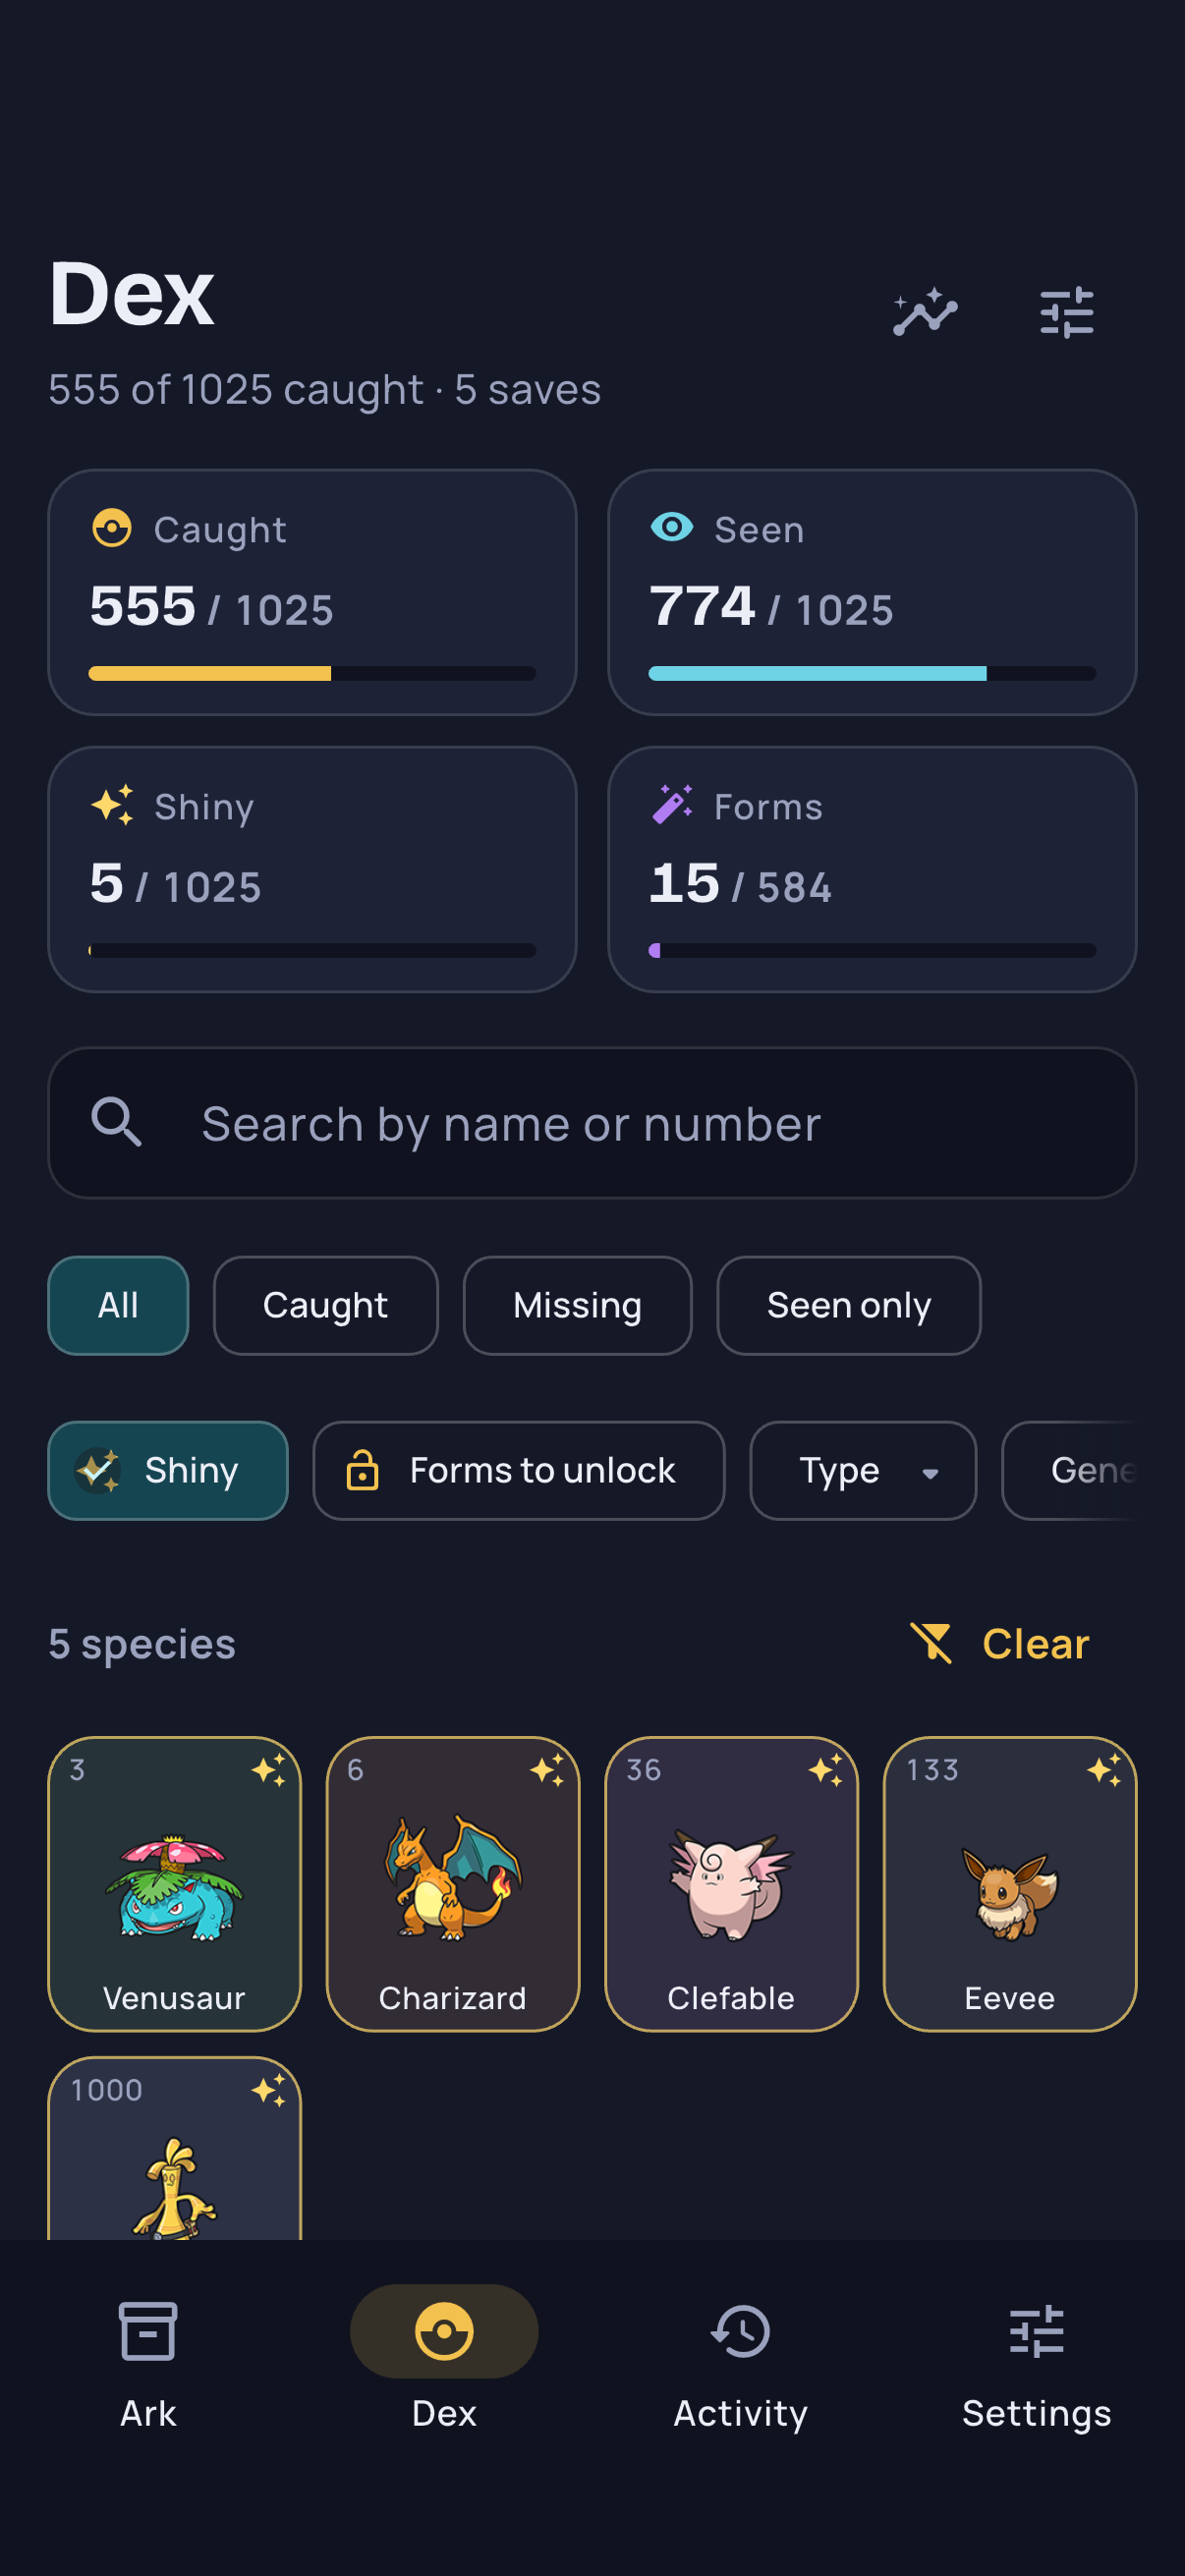 Dex
555 of 1025 caught · 5 saves
Caught
555 / 1025
Seen
774 / 1025
Shiny
5 / 1025
Forms
15 / 584
Search by name or number
All
Caught
Missing
Seen only
Shiny
Forms to unlock
Type
Gene
5 species
Clear
3
Venusaur
6
Charizard
36
Clefable
133
Eevee
1000
Ark
Dex
Activity
Settings